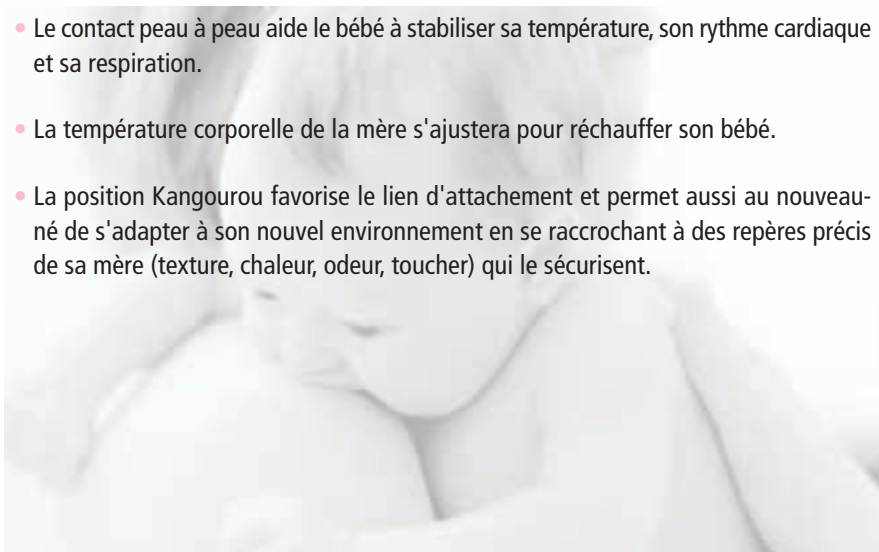 • Le contact peau à peau aide le bébé à stabiliser sa température, son rythme cardiaque
et sa respiration.
• La température corporelle de la mère s'ajustera pour réchauffer son bébé.
• La position Kangourou favorise le lien d'attachement et permet aussi au nouveau-
né de s'adapter à son nouvel environnement en se raccrochant à des repères précis
de sa mère (texture, chaleur, odeur, toucher) qui le sécurisent.